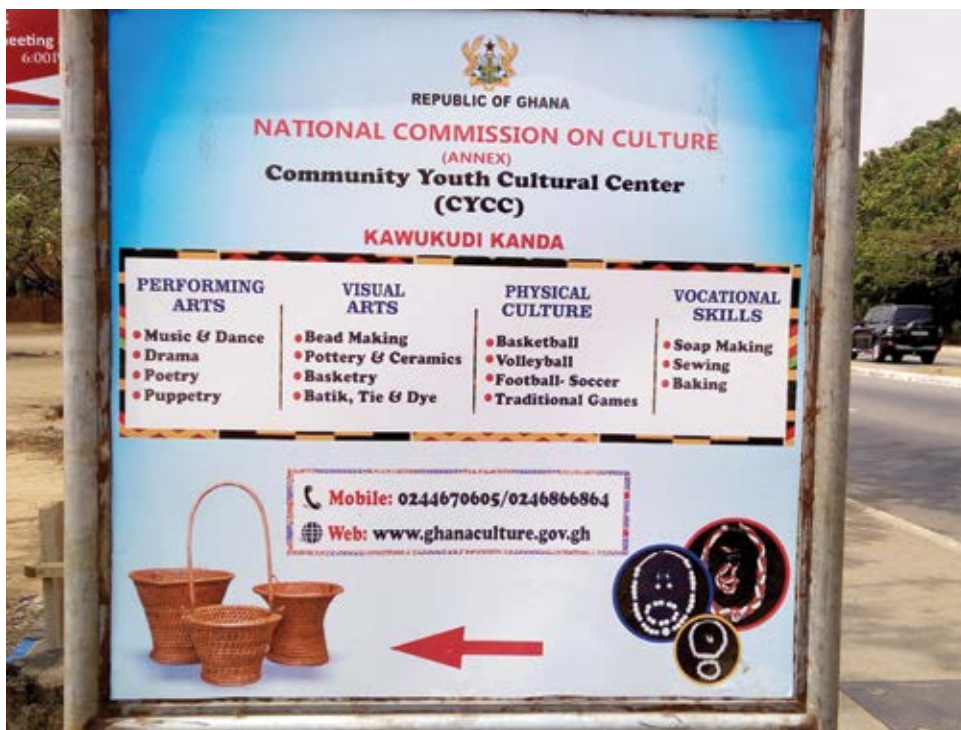 eeting
6:00
REPUBLIC OF GHANA
NATIONAL COMMISSION ON CULTURE
(ANNEX)
Community Youth Cultural Center
(CYCC)
KAWUKUDI KANDA
PERFORMING
ARTS
Music & Dance
Drama
Poetry
Puppetry
VISUAL
ARTS
Bead Making
Pottery & Ceramics
Basketry
Batik, Tie & Dye
PHYSICAL
CULTURE
Basketball
Volleyball
Football- Soccer
Traditional Games
VOCATIONAL
SKILLS
Soap Making
Sewing
Baking
Mobile: 0244670605/0246866864
Web: www.ghanaculture.gov.gh